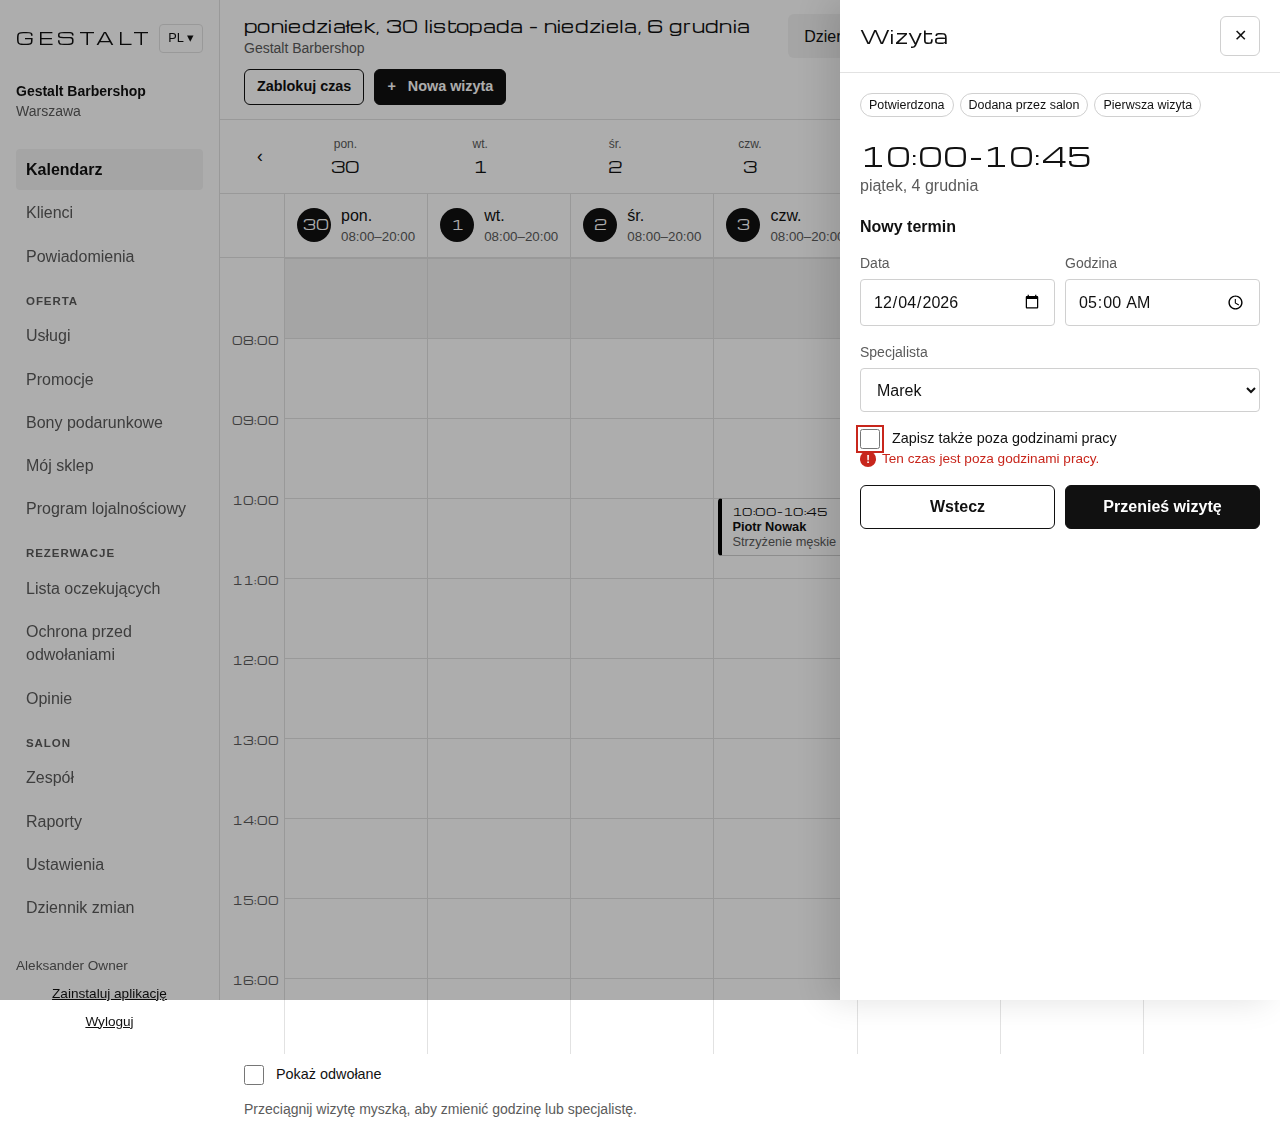 GESTALT
PL ▾
Gestalt Barbershop
Warszawa
Kalendarz
Klienci
Powiadomienia
OFERTA
Usługi
Promocje
Bony podarunkowe
Mój sklep
Program lojalnościowy
REZERWACJE
Lista oczekujących
Ochrona przed
odwołaniami
Opinie
SALON
Zespół
Raporty
Ustawienia
Dziennik zmian
Aleksander Owner
Zainstaluj aplikację
Wyloguj
poniedziałek, 30 listopada - niedziela, 6 grudnia
Gestalt Barbershop
Zablokuj czas
+ Nowa wizyta
‹
pon. wt. śr. czw.
30 1 2 3
30 pon. 08:00–20:00
1 wt. 08:00–20:00
2 śr. 08:00–20:00
3 czw.
08:00
09:00
10:00
11:00
12:00
13:00
14:00
15:00
16:00
10:00-10:45
Piotr Nowak
Strzyżenie męskie
Pokaż odwołane
Przeciągnij wizytę myszką, aby zmienić godzinę lub specjalistę.
Wizyta
✕
Potwierdzona
Dodana przez salon
Pierwsza wizyta
10:00-10:45
piątek, 4 grudnia
Nowy termin
Data Godzina
12/04/2026 05:00 AM
Specjalista
Marek
Zapisz także poza godzinami pracy
! Ten czas jest poza godzinami pracy.
Wstecz
Przenieś wizytę